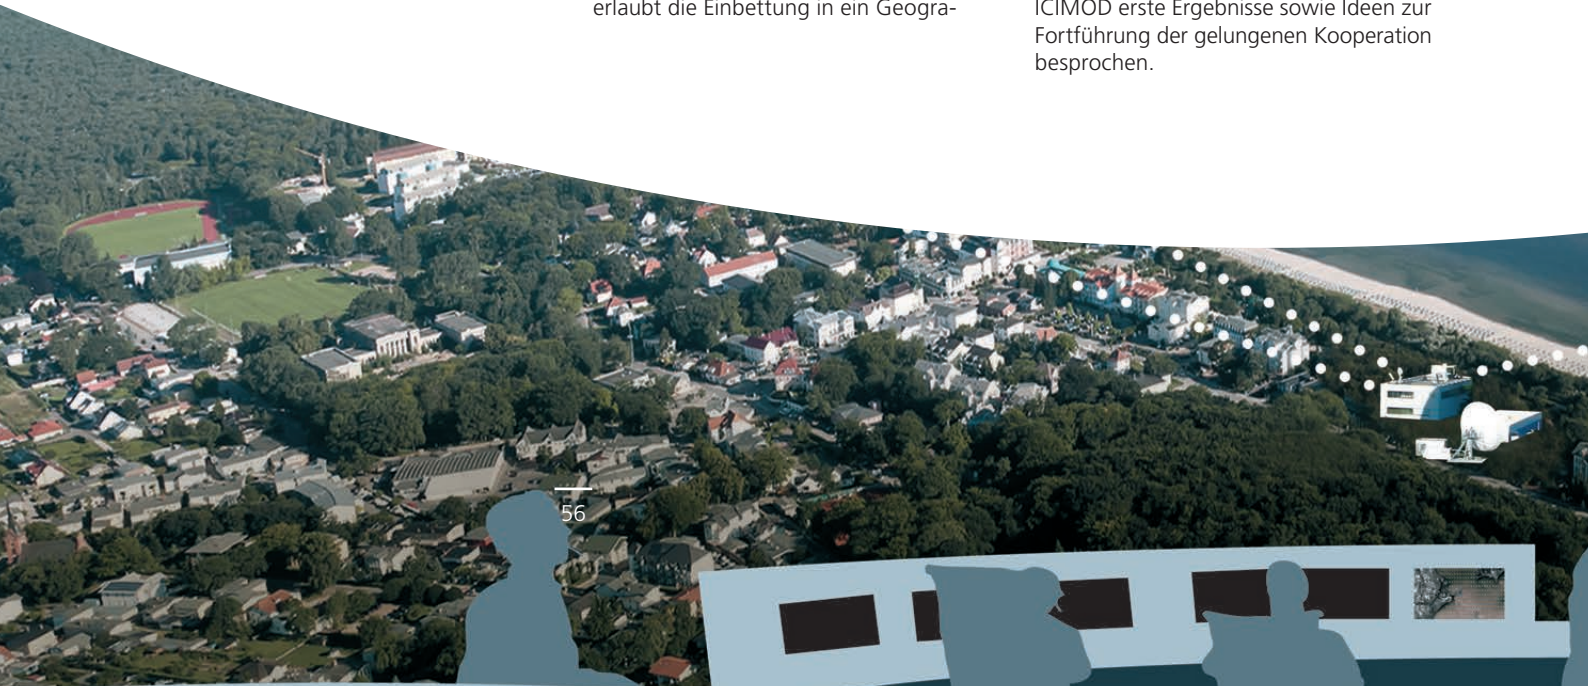 erlaubt die Einbettung in ein Geogra-
ICIMOD erste Ergebnisse sowie Ideen zur
Fortführung der gelungenen Kooperation
besprochen.
56